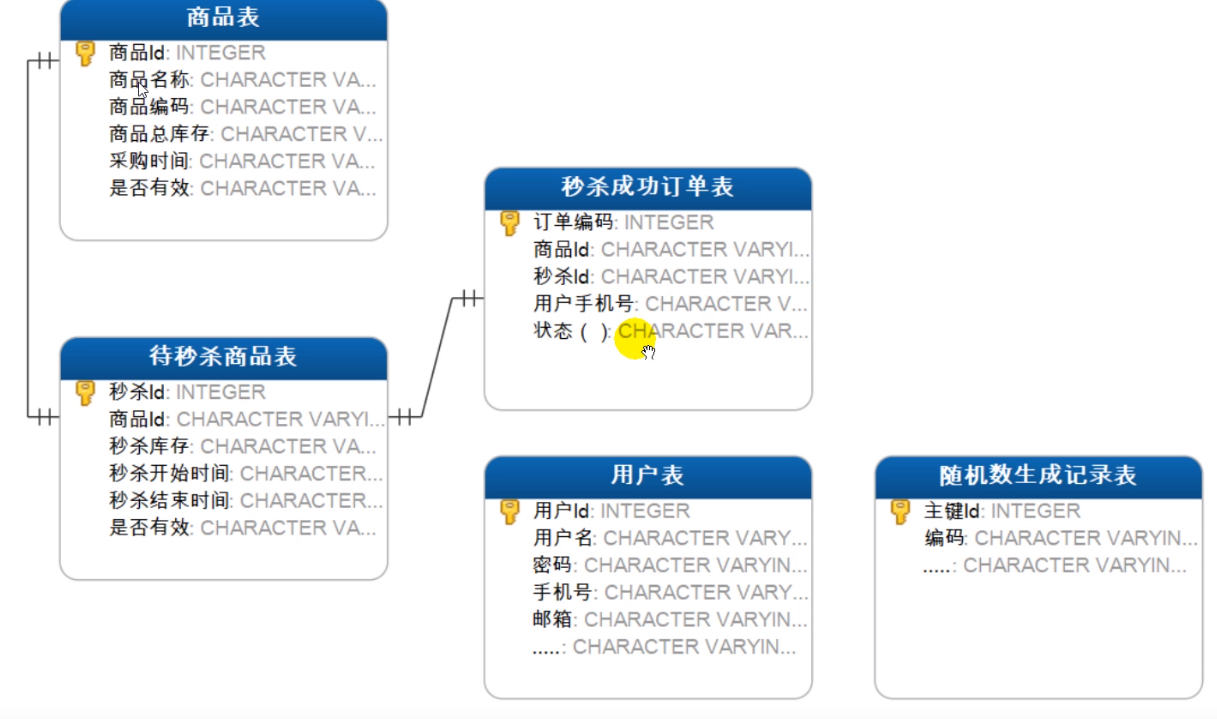 商品表
商品Id: INTEGER
商品名称: CHARACTER VA...
商品编码: CHARACTER VA...
商品总库存: CHARACTER V...
采购时间: CHARACTER VA...
是否有效: CHARACTER VA...
秒杀成功订单表
订单编码: INTEGER
商品Id: CHARACTER VARYI...
秒杀Id: CHARACTER VARYI...
用户手机号: CHARACTER V...
状态（ ）: CHARACTER VAR...
待秒杀商品表
秒杀Id: INTEGER
商品Id: CHARACTER VARYI...
秒杀库存: CHARACTER VA...
秒杀开始时间: CHARACTER...
秒杀结束时间: CHARACTER...
是否有效: CHARACTER VA...
用户表
用户Id: INTEGER
用户名: CHARACTER VARY...
密码: CHARACTER VARYIN...
手机号: CHARACTER VARY...
邮箱: CHARACTER VARYIN...
.....: CHARACTER VARYIN...
随机数生成记录表
主键Id: INTEGER
编码: CHARACTER VARYIN...
.....: CHARACTER VARYIN...